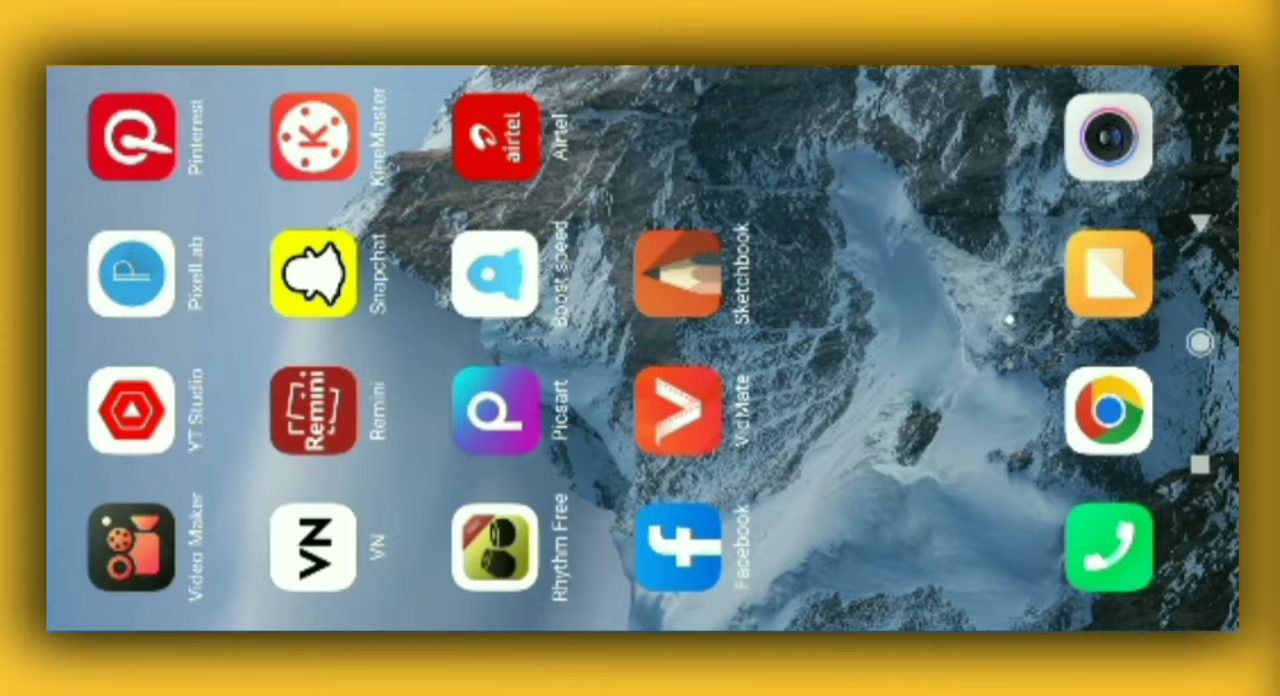 Video Maker YT Studio PixelLab Pinterest
VN Remini K
VN Remini Snapchat KineMaster
airtel
Rhythm Free Picsart Boost speed Airtel
Facebook VidMate Sketchbook